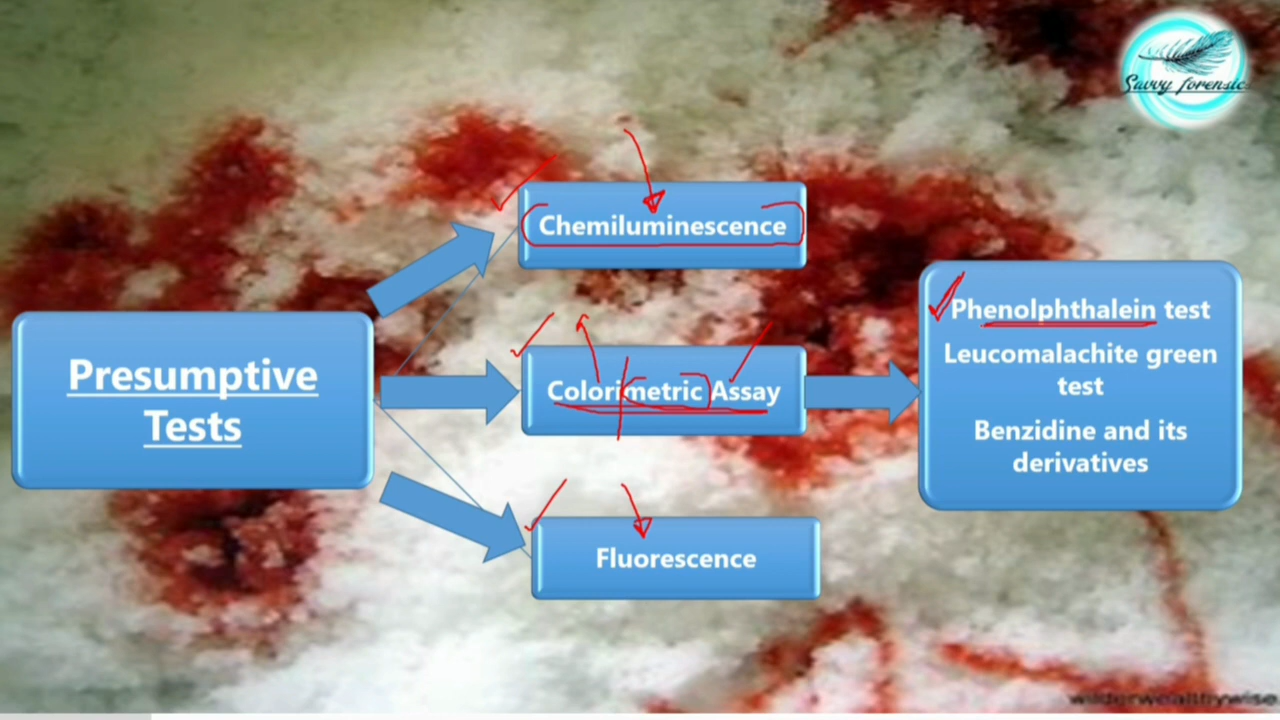 Savvy forensic
Chemiluminescence
Phenolphthalein test
Leucomalachite green
test
Presumptive
Tests
Colorimetric Assay
Benzidine and its
derivatives
Fluorescence